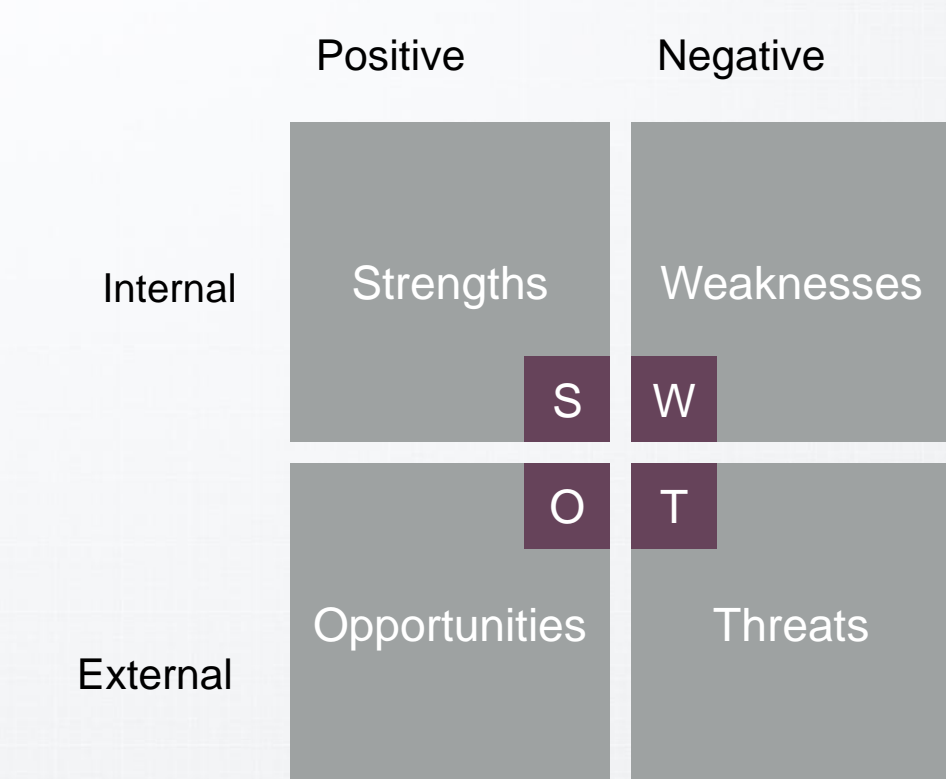 Positive Negative
Internal Strengths Weaknesses
S W
O T
Opportunities Threats
External